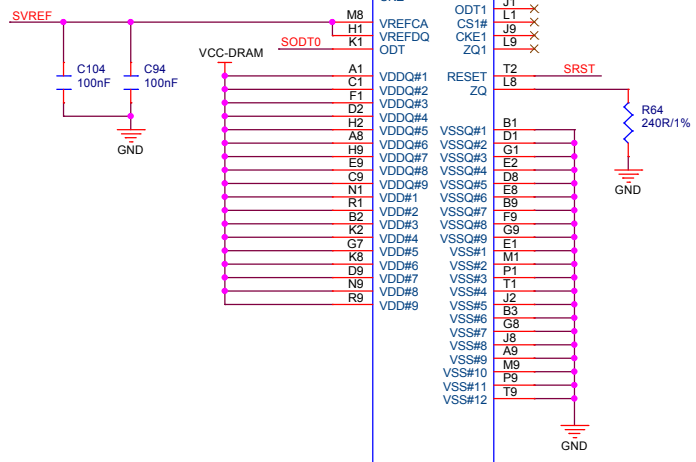 CKE
J1
SVREF
M8
VREFCA
ODT1
L1
H1
VREFDQ
CS1#
J9
SODT0
K1
ODT
CKE1
L9
ZQ1
VCC-DRAM
C104
100nF
C94
100nF
GND
A1
VDDQ#1
C1
VDDQ#2
F1
VDDQ#3
D2
VDDQ#4
H2
VDDQ#5
A8
VDDQ#6
H9
VDDQ#7
E9
VDDQ#8
C9
VDDQ#9
N1
VDD#1
R1
VDD#2
B2
VDD#3
K2
VDD#4
G7
VDD#5
K8
VDD#6
D9
VDD#7
N9
VDD#8
R9
VDD#9
RESET
T2
SRST
ZQ
L8
R64
240R/1%
GND
VSSQ#1
B1
VSSQ#2
D1
VSSQ#3
G1
VSSQ#4
E2
VSSQ#5
D8
VSSQ#6
E8
VSSQ#7
B9
VSSQ#8
F9
VSSQ#9
G9
VSS#1
E1
VSS#2
M1
VSS#3
P1
VSS#4
T1
VSS#5
J2
VSS#6
B3
VSS#7
G8
VSS#8
J8
VSS#9
A9
VSS#10
M9
VSS#11
P9
VSS#12
T9
GND